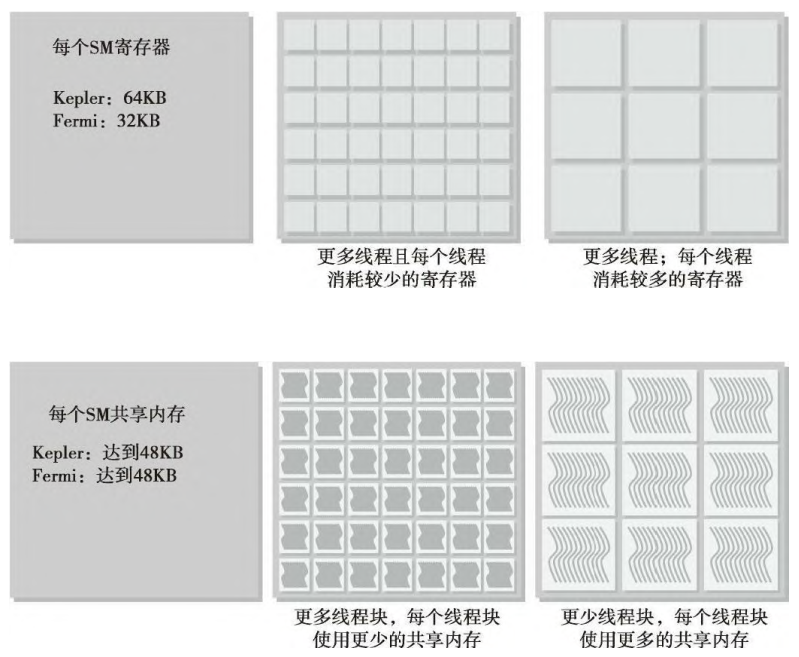 每个SM寄存器
Kepler：64KB
Fermi：32KB
更多线程且每个线程
消耗较少的寄存器
更多线程；每个线程
消耗较多的寄存器
每个SM共享内存
Kepler：达到48KB
Fermi：达到48KB
更多线程块，每个线程块
使用更少的共享内存
更少线程块，每个线程块
使用更多的共享内存